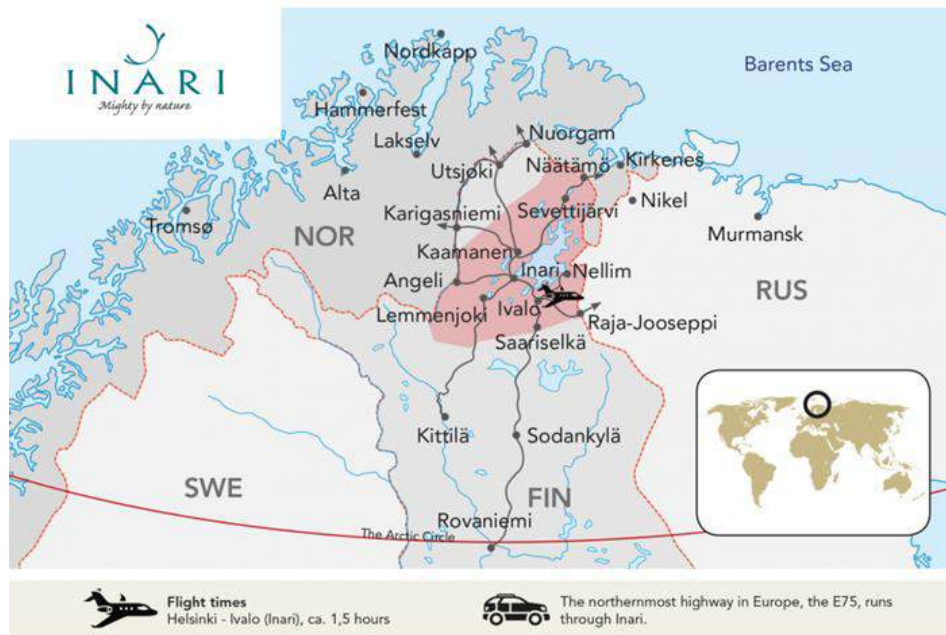 INARI
Mighty by nature
Nordkapp
Barents Sea
Hammerfest
Nuorgam
Lakselv
Utsjoki
Näätämö
Kirkenes
Alta
Karigasniemi
Sevettijärvi
Nikel
Tromsø
NOR
Murmansk
Kaamanen
Inari
Nellim
Angeli
RUS
Lemmenjoki
Ivalo
Raja-Jooseppi
Saariselkä
Kittilä
Sodankylä
SWE
FIN
Rovaniemi
The Arctic Circle
Flight times
Helsinki - Ivalo (Inari), ca. 1,5 hours
The northernmost highway in Europe, the E75, runs
through Inari.